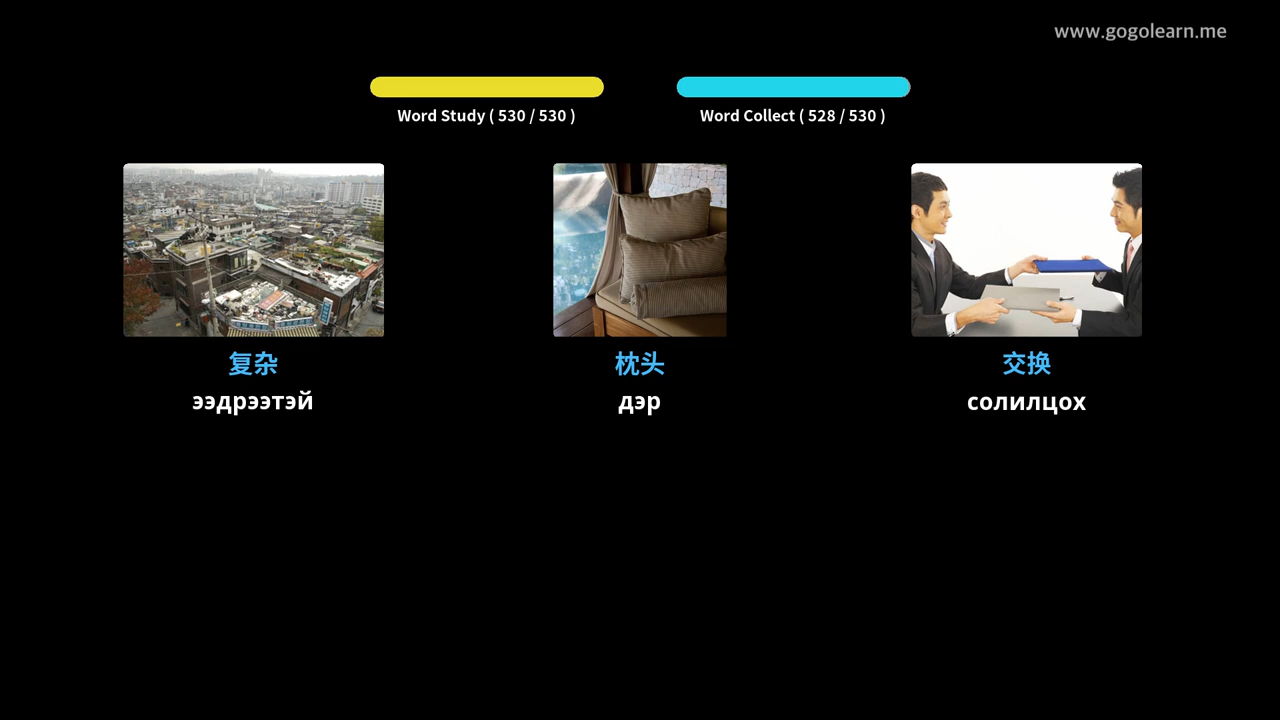 www.gogolearn.me
Word Study ( 530 / 530 )
Word Collect ( 528 / 530 )
复杂
ээдрээтэй
枕头
дэр
交换
солилцох